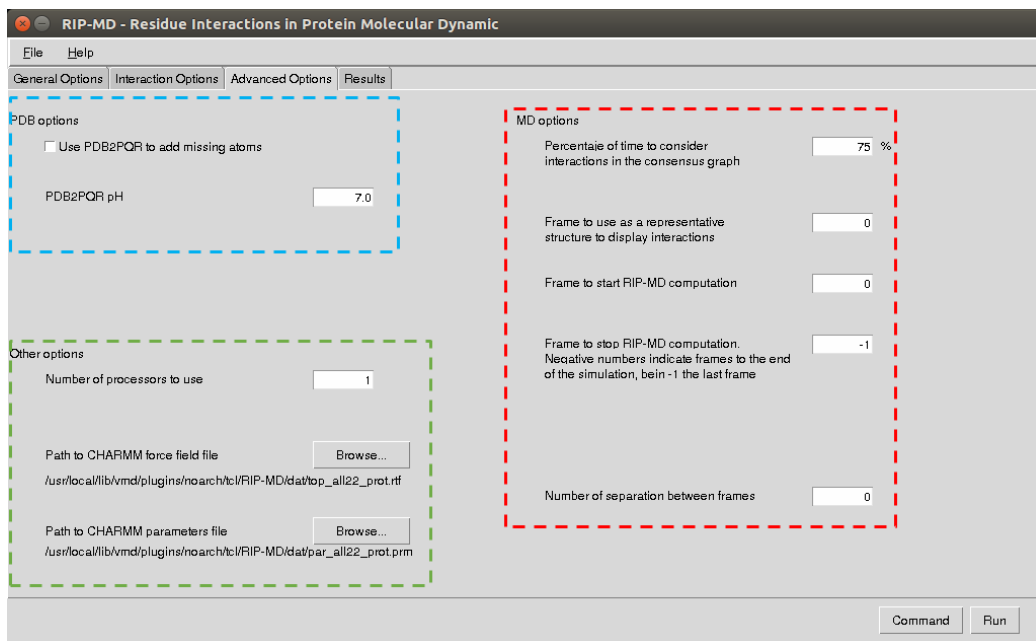 RIP-MD - Residue Interactions in Protein Molecular Dynamic
File Help
General Options Interaction Options Advanced Options Results
PDB options
Use PDB2PQR to add missing atoms
PDB2PQR pH 7.0
Other options
Number of processors to use 1
Path to CHARMM force field file Browse...
/usr/local/lib/vmd/plugins/noarch/tcl/RIP-MD/dat/top_all22_prot.rtf
Path to CHARMM parameters file Browse...
/usr/local/lib/vmd/plugins/noarch/tcl/RIP-MD/dat/par_all22_prot.prm
MD options
Percentaje of time to consider 75 %
interactions in the consensus graph
Frame to use as a representative 0
structure to display interactions
Frame to start RIP-MD computation 0
Frame to stop RIP-MD computation. -1
Negative numbers indicate frames to the end
of the simulation, bein -1 the last frame
Number of separation between frames 0
Command Run